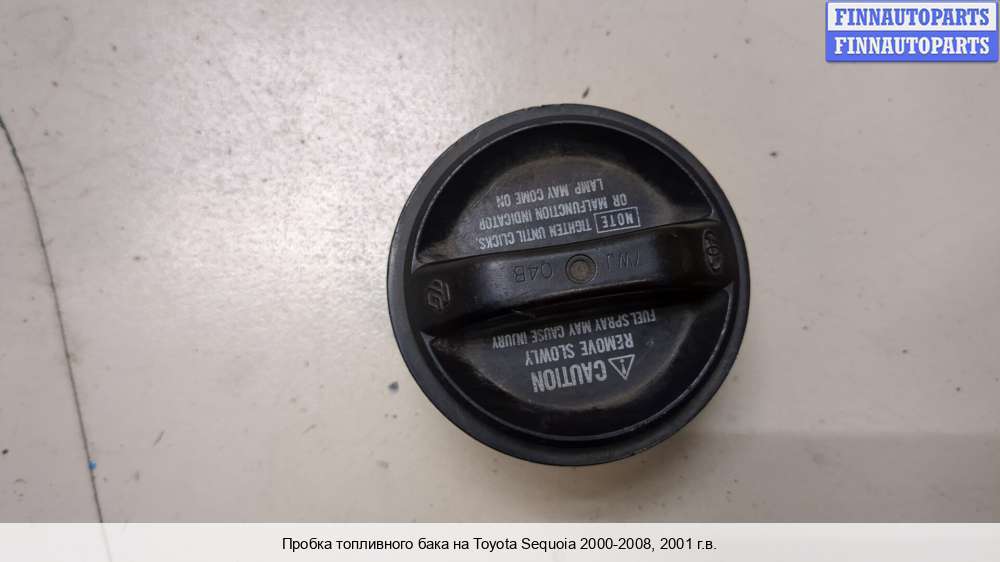 FINNAUTOPARTS
FINNAUTOPARTS
⚠ CAUTION
REMOVE SLOWLY
FUEL SPRAY MAY CAUSE INJURY.
04B
NOTE TIGHTEN UNTIL CLICKS,
OR MALFUNCTION INDICATOR
LAMP MAY COME ON
Пробка топливного бака на Toyota Sequoia 2000-2008, 2001 г.в.